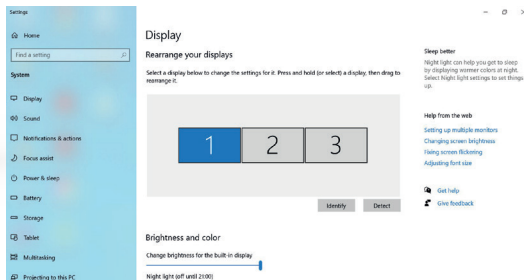 Settings
Home
Find a setting
System
Display
Sound
Notifications & actions
Focus assist
Power & sleep
Battery
Storage
Tablet
Multitasking
Projecting to this PC
Display
Rearrange your displays
Select a display below to change the settings for it. Press and hold (or select) a display, then drag to
rearrange it.
1 2 3
Identify Detect
Brightness and color
Change brightness for the built-in display
Night light (off until 21:00)
Sleep better
Night light can help you get to sleep
by displaying warmer colors at night.
Select Night light settings to set things
up.
Help from the web
Setting up multiple monitors
Changing screen brightness
Fixing screen flickering
Adjusting font size
Get help
Give feedback